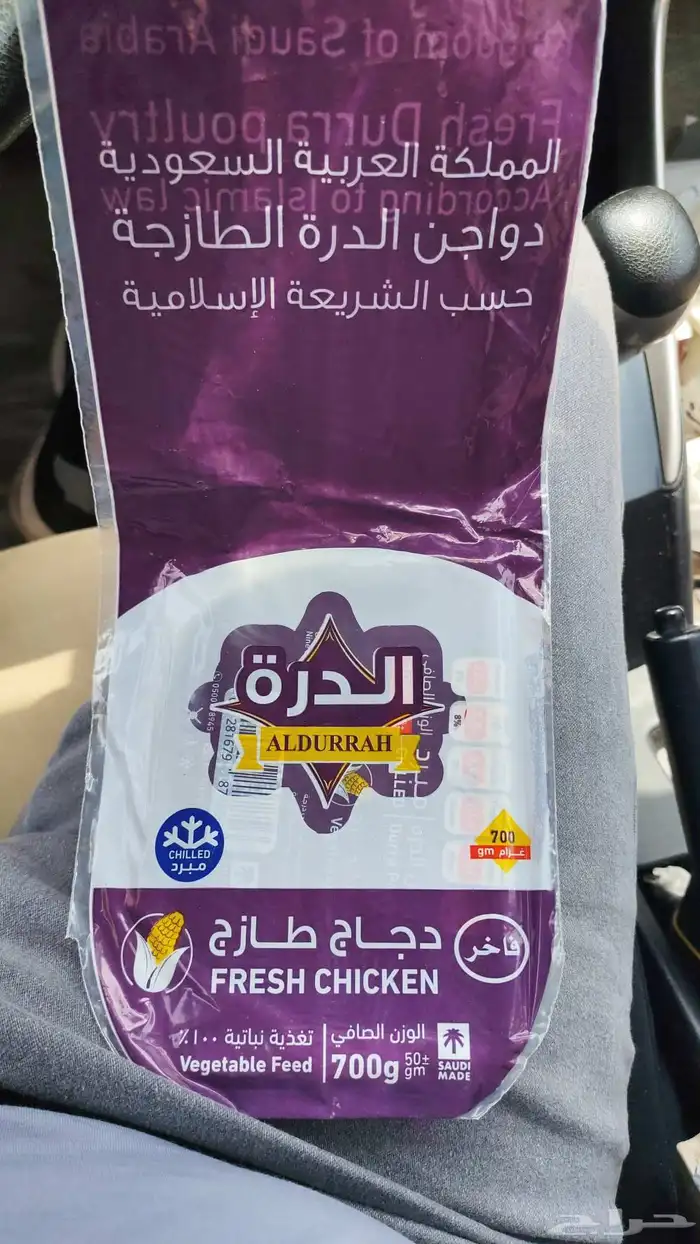 Kingdom of Saudi Arabia
Fresh Durra poultry
المملكة العربية السعودية
According to Islamic law
دواجن الدرة الطازجة
حسب الشريعة الإسلامية
الدرة
ALDURRAH
8%
CHILLED
مبرد
700
غرام gm
دجاج طازج
FRESH CHICKEN
فاخر
تغذية نباتية ١٠٠٪
Vegetable Feed
الوزن الصافي
700g 50± gm
SAUDI MADE
حراج